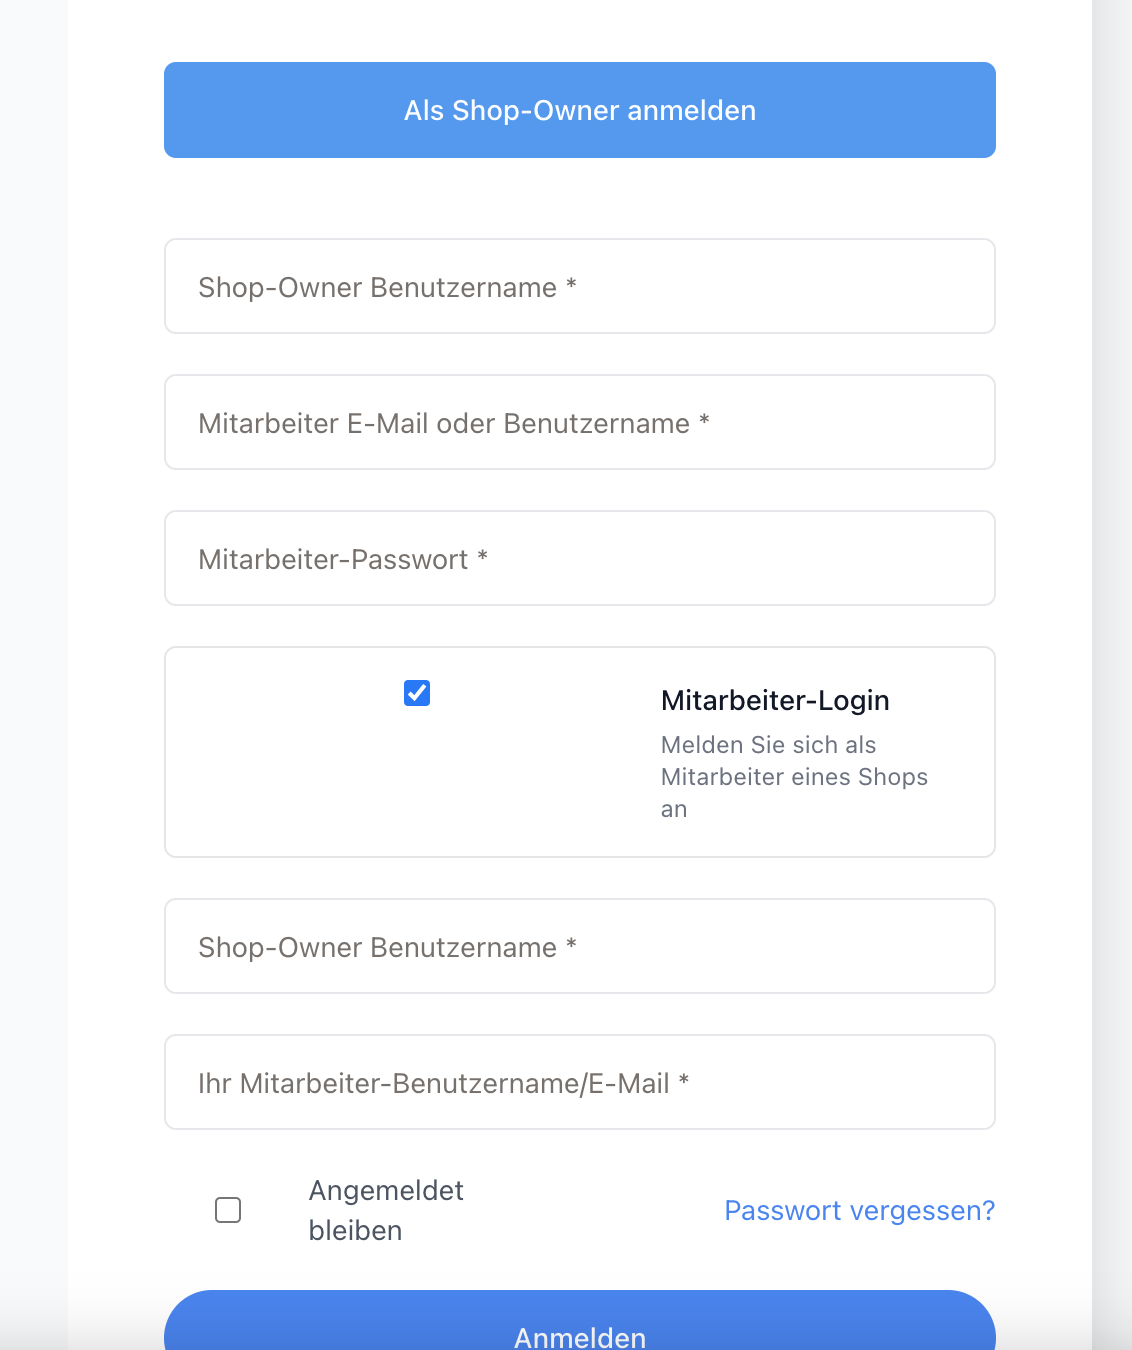 Als Shop-Owner anmelden
Shop-Owner Benutzername *
Mitarbeiter E-Mail oder Benutzername *
Mitarbeiter-Passwort *
Mitarbeiter-Login
Melden Sie sich als
Mitarbeiter eines Shops
an
Shop-Owner Benutzername *
Ihr Mitarbeiter-Benutzername/E-Mail *
Angemeldet
bleiben
Passwort vergessen?
Anmelden